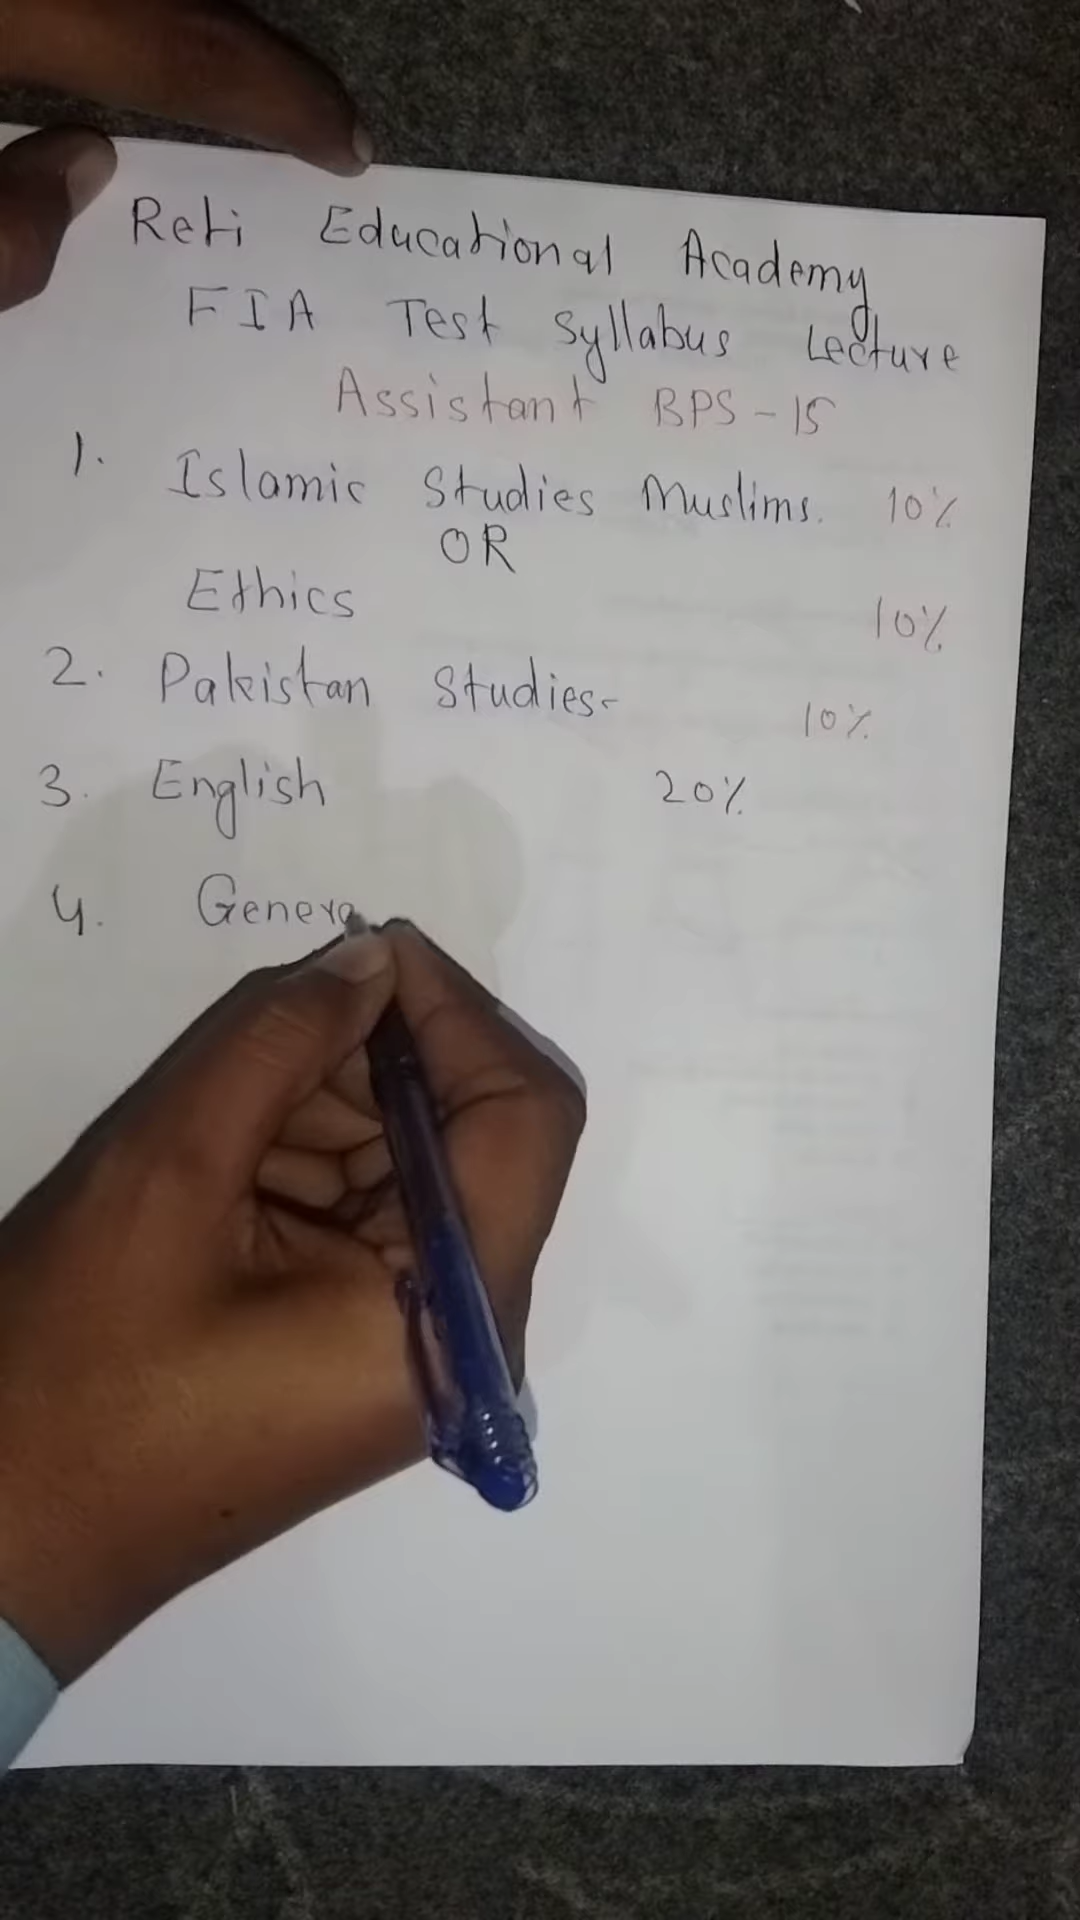 Reti Educational Academy
FIA Test Syllabus Lecture
Assistant BPS-15
1. Islamic Studies Muslims. 10%
OR
Ethics 10%
2. Pakistan Studies- 10%
3. English 20%
4. Genera